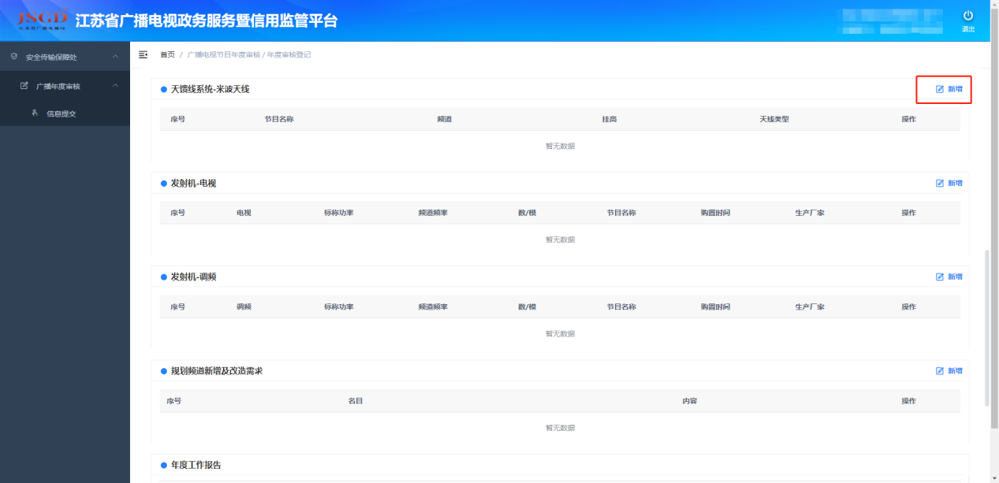 JSGD 江苏省广播电视政务服务暨信用监管平台
江苏省广播电视局
退出
安全传输保障处
广播年度审核
信息提交
首页 / 广播电视节目年度审核 / 年度审核登记
天馈线系统-米波天线 新增
序号 节目名称 频道 挂高 天线类型 操作
暂无数据
发射机-电视 新增
序号 电视 标称功率 频道频率 数/模 节目名称 购置时间 生产厂家 操作
暂无数据
发射机-调频 新增
序号 调频 标称功率 频道频率 数/模 节目名称 购置时间 生产厂家 操作
暂无数据
规划频道新增及改造需求 新增
序号 名目 内容 操作
暂无数据
年度工作报告